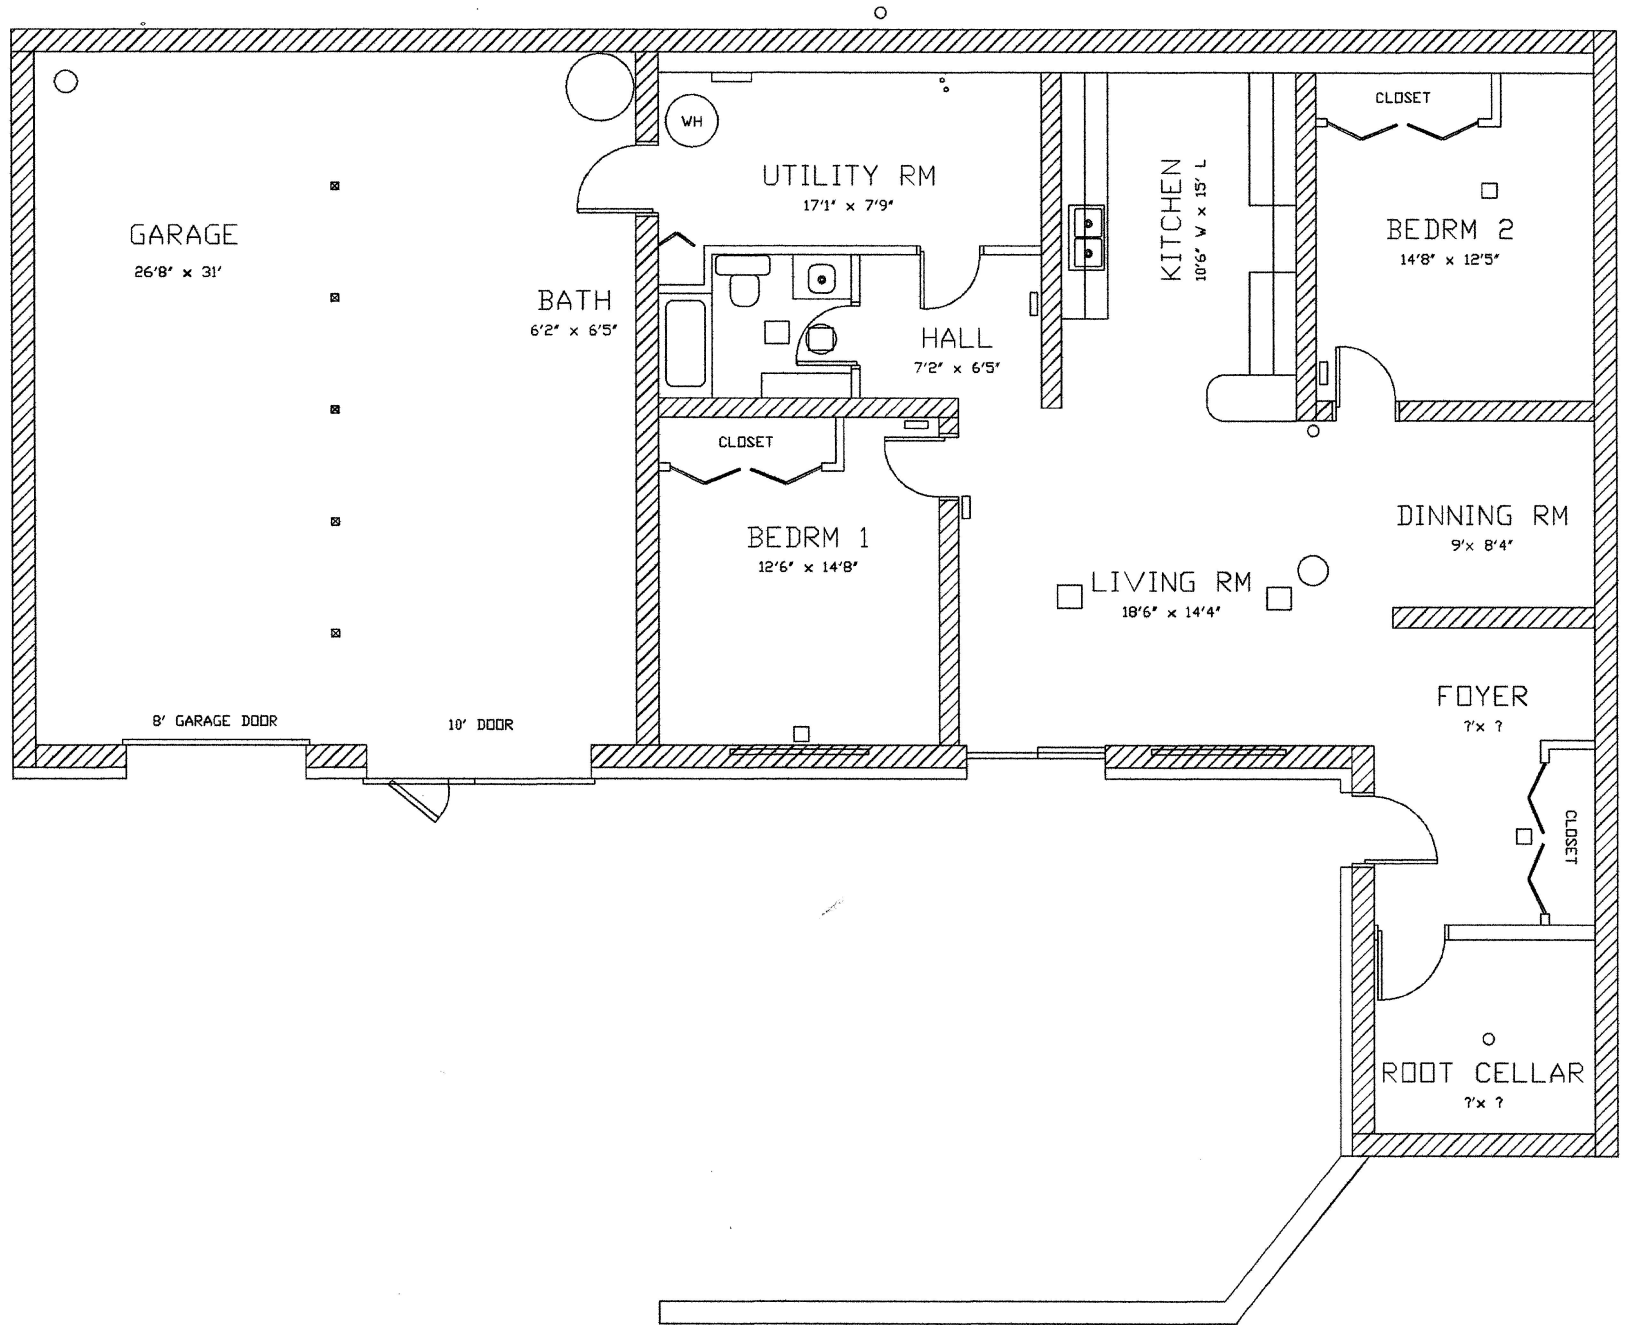 CLOSET
WH
UTILITY RM
17'1" x 7'9"
KITCHEN
10'6" W x 15' L
GARAGE
26'8" x 31'
BEDRM 2
14'8" x 12'5"
BATH
6'2" x 6'5"
HALL
7'2" x 6'5"
CLOSET
BEDRM 1
12'6" x 14'8"
DINNING RM
9'x 8'4"
LIVING RM
18'6" x 14'4"
FOYER
?'x ?
8' GARAGE DOOR
10' DOOR
CLOSET
ROOT CELLAR
?'x ?